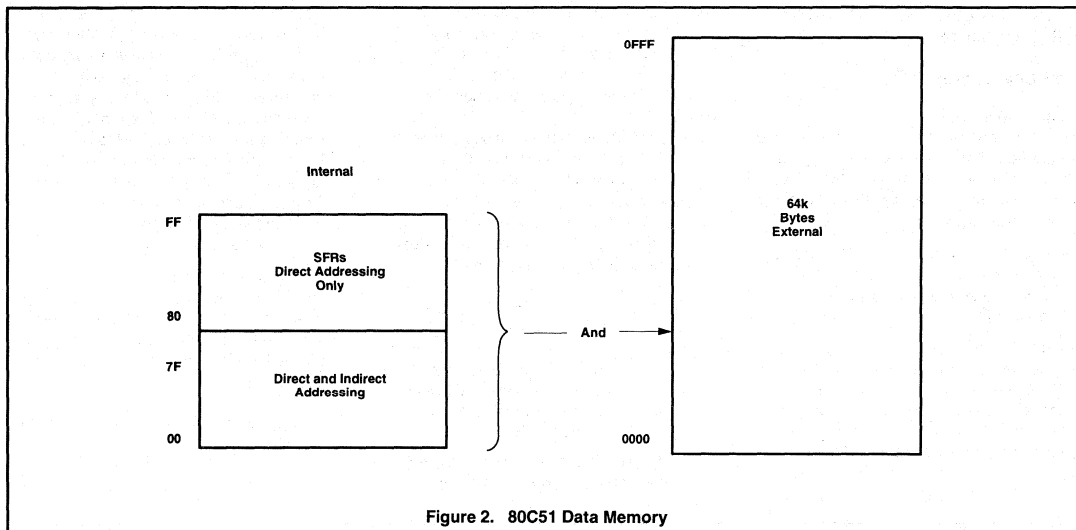 Internal
FF
SFRs
Direct Addressing
Only
80
7F
Direct and Indirect
Addressing
00
And
0FFF
64k
Bytes
External
0000
Figure 2. 80C51 Data Memory